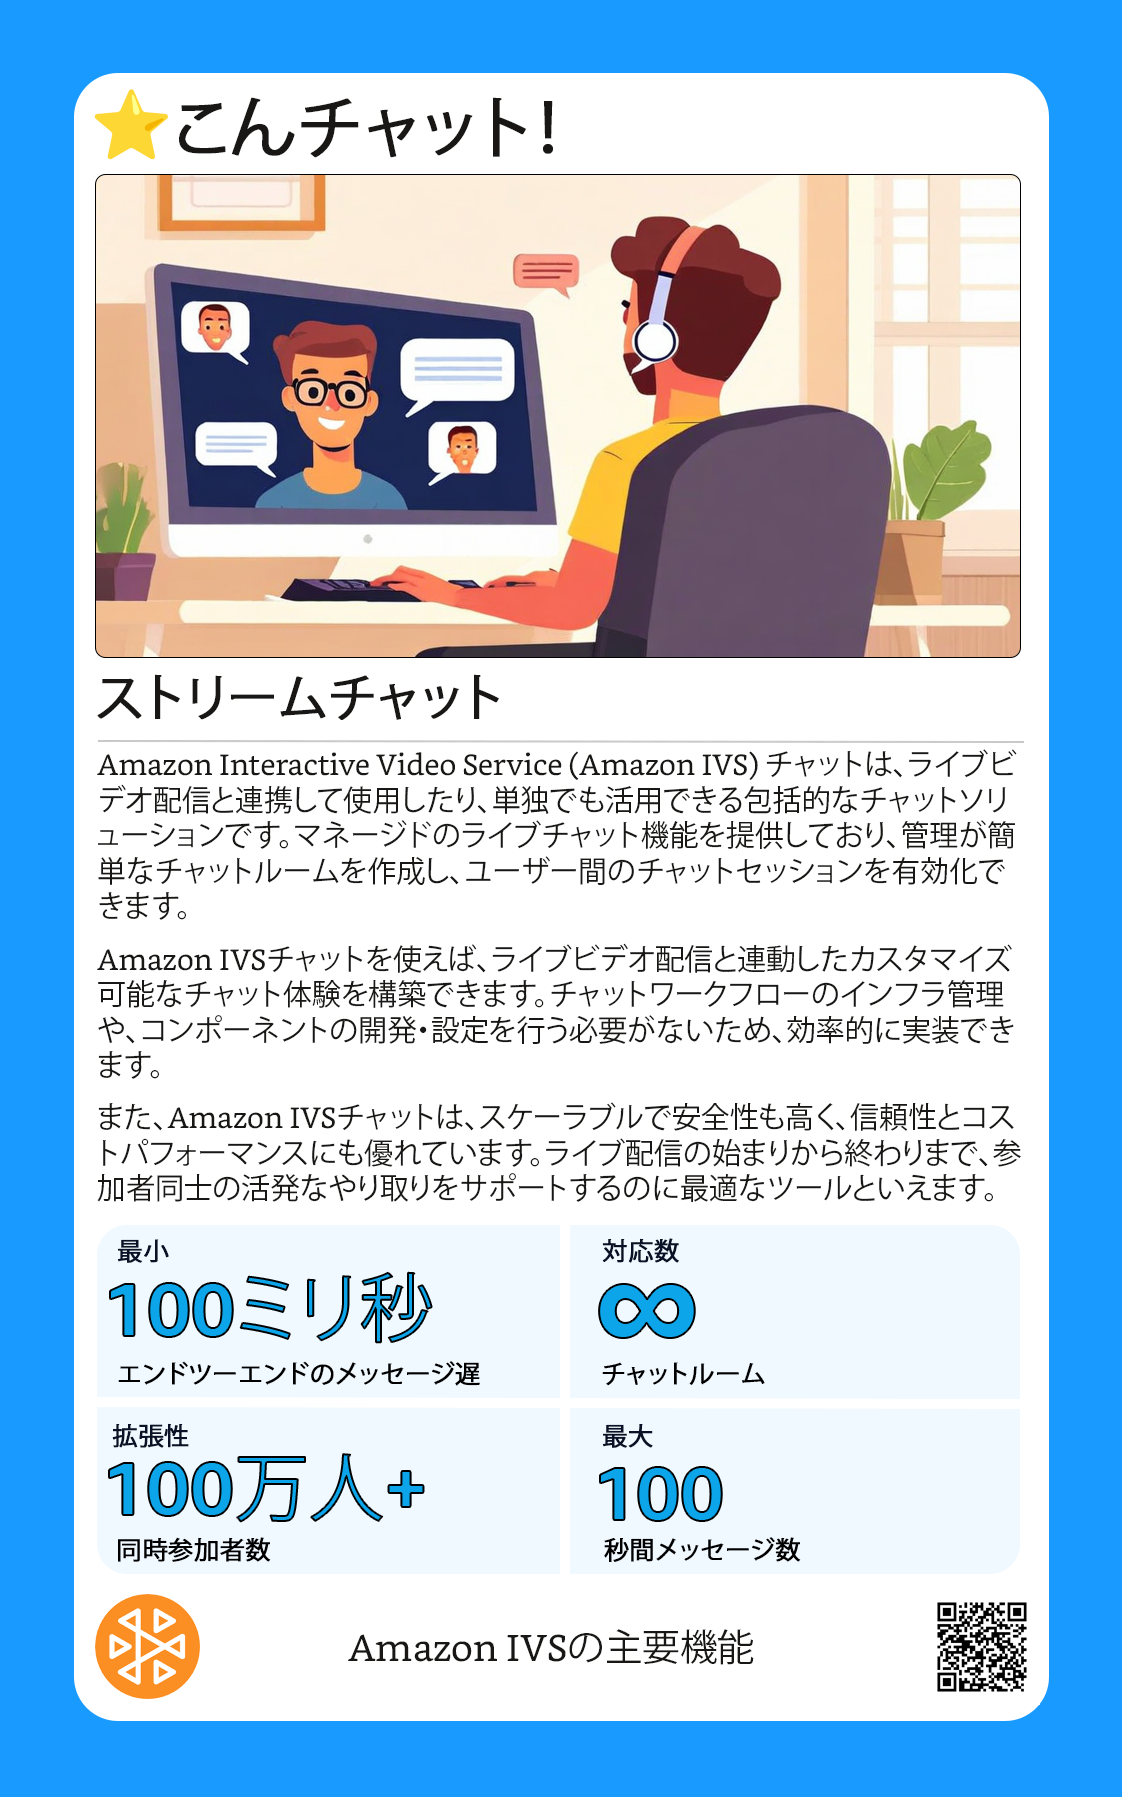 ⭐こんチャット!
ストリームチャット
Amazon Interactive Video Service (Amazon IVS) チャットは、ライブビ
デオ配信と連携して使用したり、単独でも活用できる包括的なチャットソリ
ューションです。マネージドのライブチャット機能を提供しており、管理が簡
単なチャットルームを作成し、ユーザー間のチャットセッションを有効化で
きます。
Amazon IVSチャットを使えば、ライブビデオ配信と連動したカスタマイズ
可能なチャット体験を構築できます。チャットワークフローのインフラ管理
や、コンポーネントの開発・設定を行う必要がないため、効率的に実装でき
ます。
また、Amazon IVSチャットは、スケーラブルで安全性も高く、信頼性とコス
トパフォーマンスにも優れています。ライブ配信の始まりから終わりまで、参
加者同士の活発なやり取りをサポートするのに最適なツールといえます。
最小
100ミリ秒
エンドツーエンドのメッセージ遅
対応数
∞
チャットルーム
拡張性
100万人+
同時参加者数
最大
100
秒間メッセージ数
Amazon IVSの主要機能